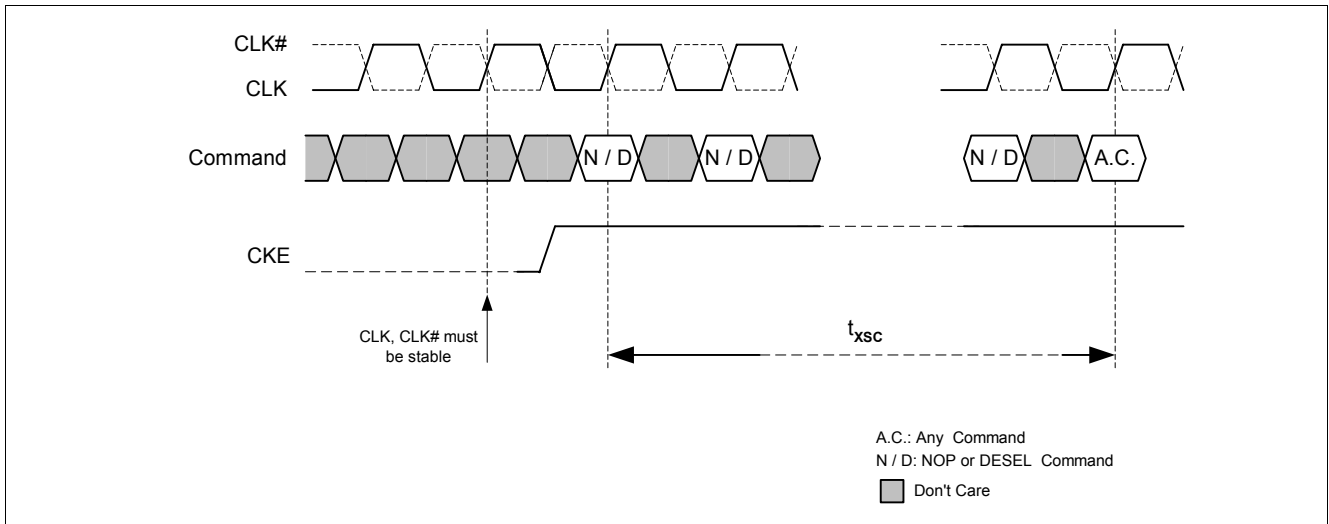 CLK#
CLK
Command
N / D
N / D
N / D
A.C.
CKE
CLK, CLK# must
be stable
txsc
A.C.: Any Command
N / D: NOP or DESEL Command
Don't Care